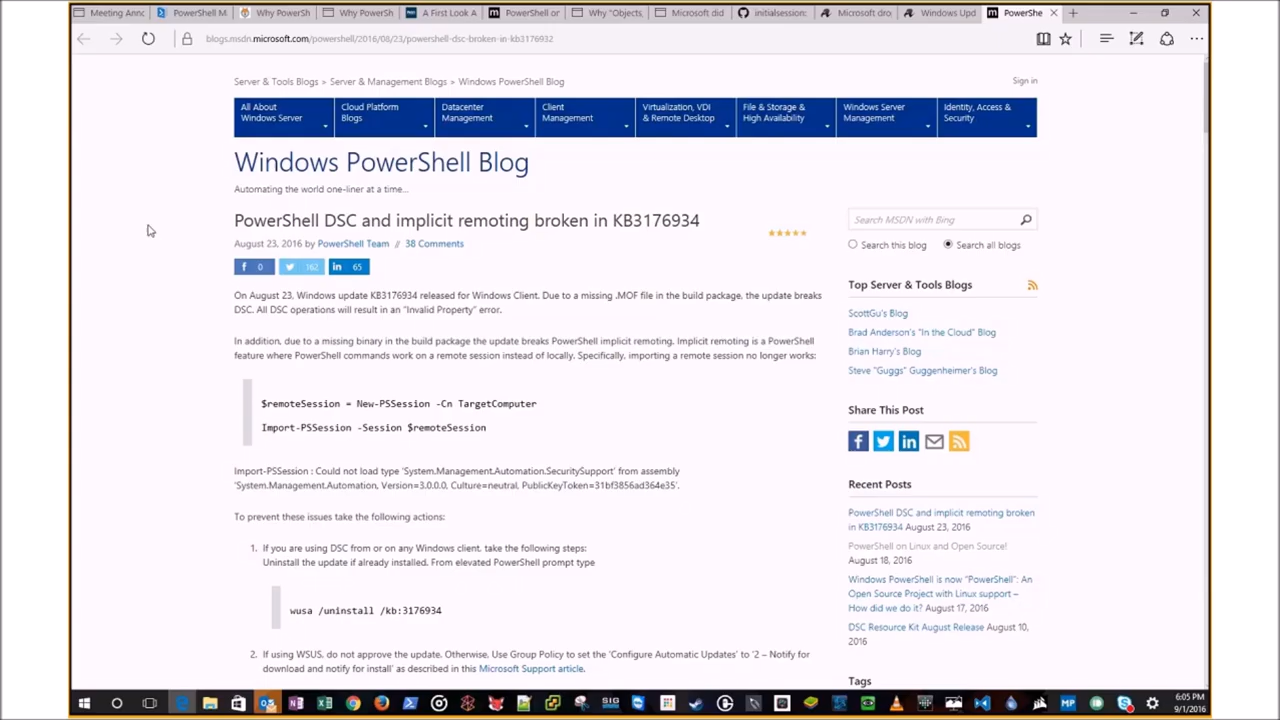 Meeting Anno
PowerShell M
Why PowerSh
Why PowerSh
A First Look A
PowerShell or
Why "Objects,
Microsoft did
initialsession:
Microsoft dro
Windows Upd
PowerShe
blogs.msdn.microsoft.com/powershell/2016/08/23/powershell-dsc-broken-in-kb3176932
Server & Tools Blogs > Server & Management Blogs > Windows PowerShell Blog
Sign in
All About
Windows Server
Cloud Platform
Blogs
Datacenter
Management
Client
Management
Virtualization, VDI
& Remote Desktop
File & Storage &
High Availability
Windows Server
Management
Identity, Access &
Security
Windows PowerShell Blog
Automating the world one-liner at a time...
PowerShell DSC and implicit remoting broken in KB3176934
August 23, 2016 by PowerShell Team // 38 Comments
f 0
162
in 65
On August 23, Windows update KB3176934 released for Windows Client. Due to a missing .MOF file in the build package, the update breaks
DSC. All DSC operations will result in an "Invalid Property" error.
In addition, due to a missing binary in the build package the update breaks PowerShell implicit remoting. Implicit remoting is a PowerShell
feature where PowerShell commands work on a remote session instead of locally. Specifically, importing a remote session no longer works:
$remoteSession = New-PSSession -Cn TargetComputer
Import-PSSession -Session $remoteSession
Import-PSSession : Could not load type 'System.Management.Automation.SecuritySupport' from assembly
'System.Management.Automation, Version=3.0.0.0, Culture=neutral, PublicKeyToken=31bf3856ad364e35'.
To prevent these issues take the following actions:
1. If you are using DSC from or on any Windows client, take the following steps:
Uninstall the update if already installed. From elevated PowerShell prompt type
wusa /uninstall /kb:3176934
2. If using WSUS, do not approve the update. Otherwise, Use Group Policy to set the 'Configure Automatic Updates' to '2 – Notify for
download and notify for install' as described in this Microsoft Support article.
Search MSDN with Bing
Search this blog
Search all blogs
Top Server & Tools Blogs
ScottGu's Blog
Brad Anderson's "In the Cloud" Blog
Brian Harry's Blog
Steve "Guggs" Guggenheimer's Blog
Share This Post
Recent Posts
PowerShell DSC and implicit remoting broken
in KB3176934 August 23, 2016
PowerShell on Linux and Open Source!
August 18, 2016
Windows PowerShell is now "PowerShell": An
Open Source Project with Linux support –
How did we do it? August 17, 2016
DSC Resource Kit August Release August 10,
2016
Tags
SIG
MP
6:05 PM
9/1/2016